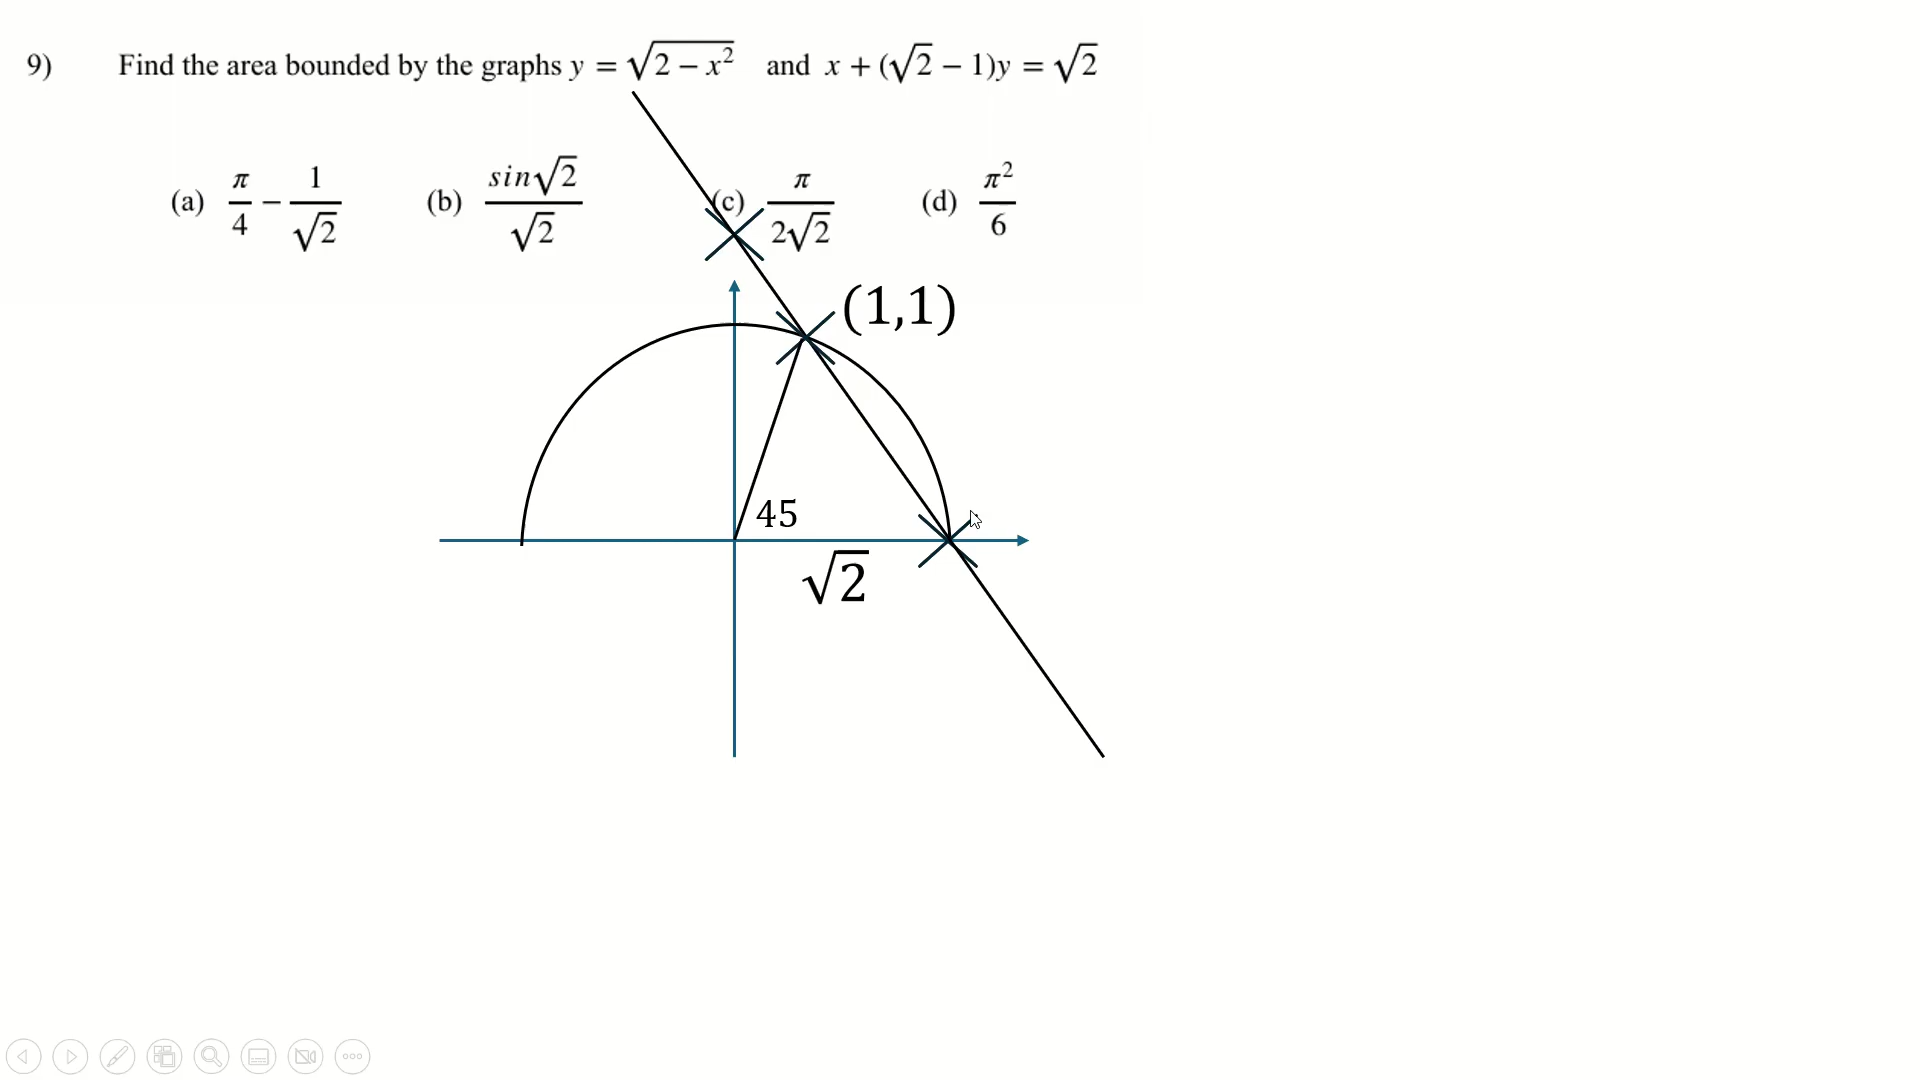 9) Find the area bounded by the graphs y = √(2 − x²) and x + (√2 − 1)y = √2
(a) π/4 − 1/√2 (b) sin√2/√2 (c) π/(2√2) (d) π²/6
(1,1)
45
√2